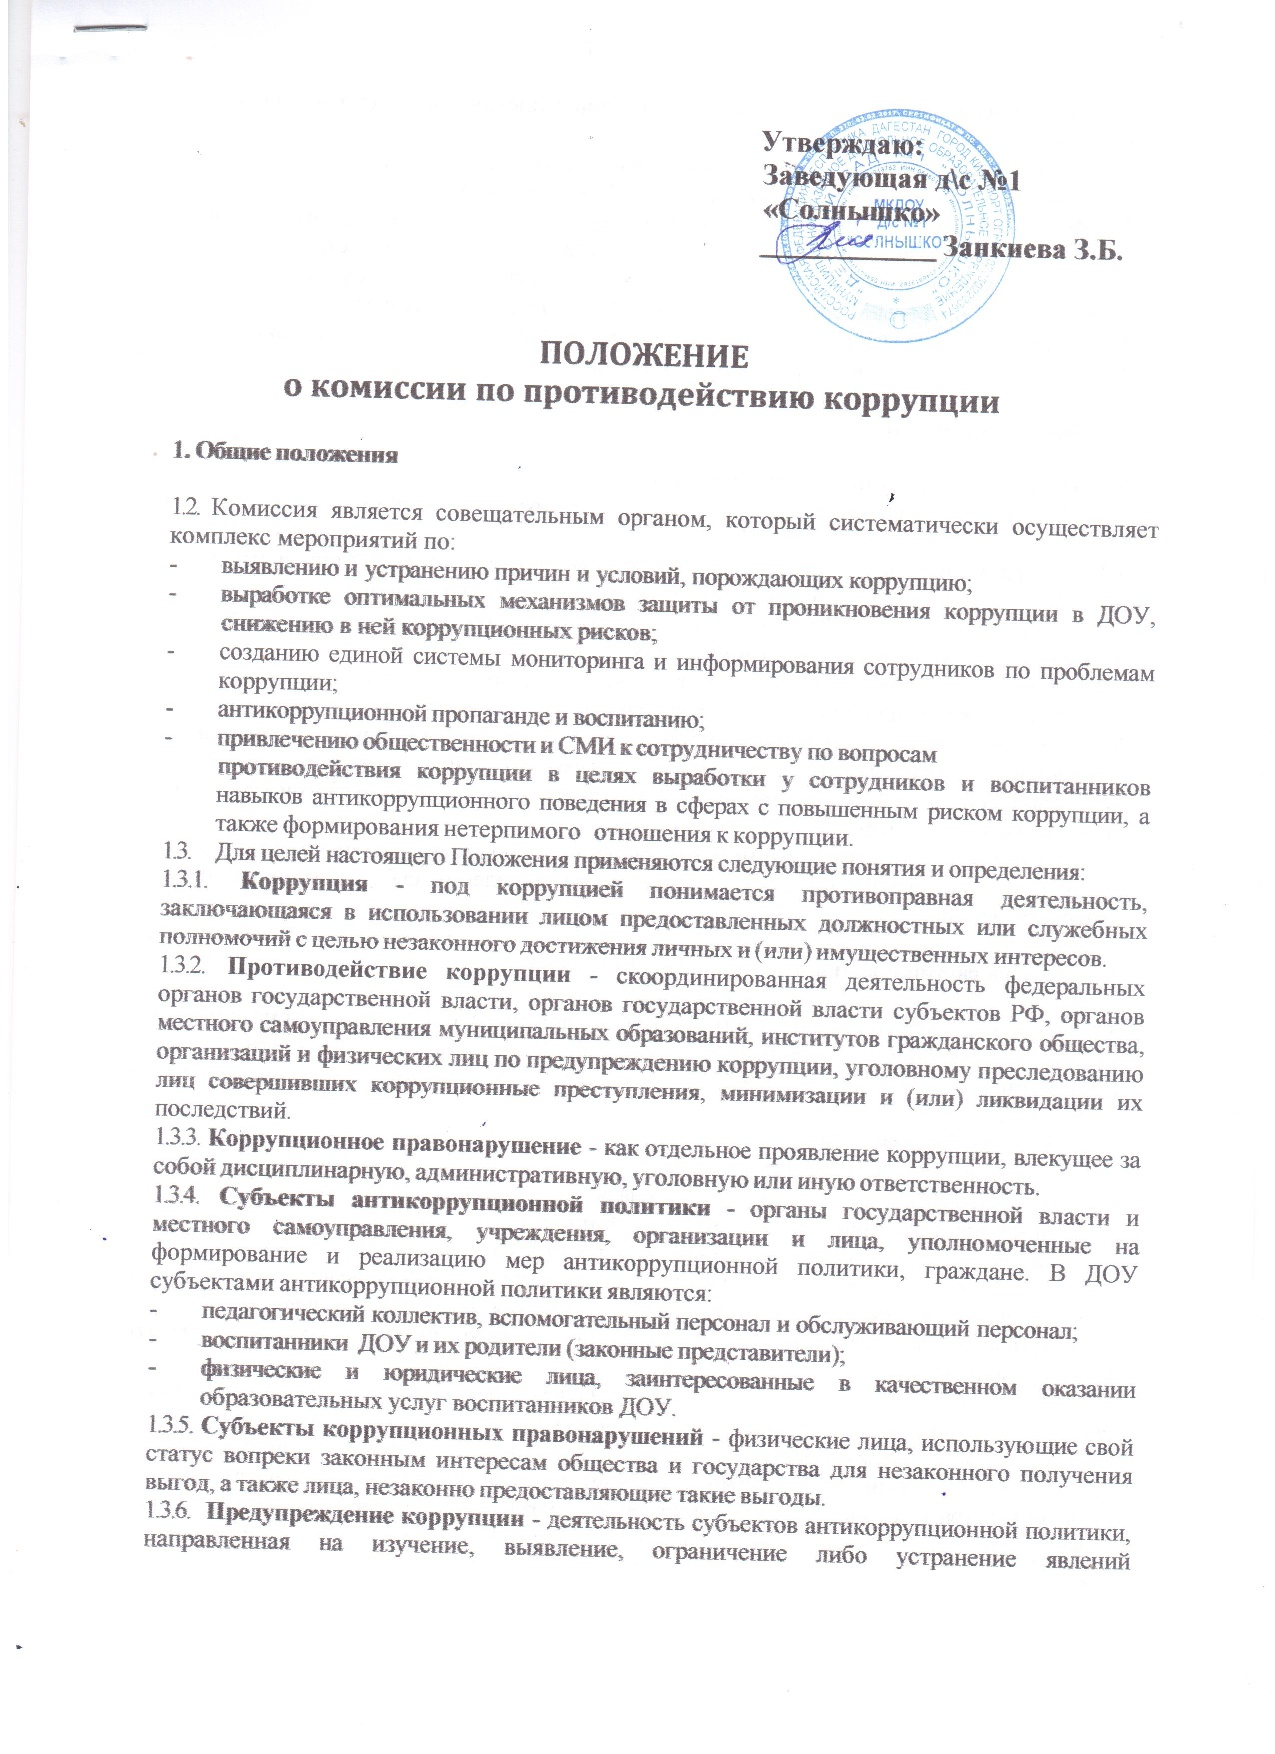 Утверждаю:
Заведующая д\с №1
«Солнышко»
____________ Занкиева З.Б.
МКДОУ
Д/С №1
"СОЛНЫШКО"
ПОЛОЖЕНИЕ
о комиссии по противодействию коррупции
1. Общие положения
1.2. Комиссия является совещательным органом, который систематически осуществляет
комплекс мероприятий по:
- выявлению и устранению причин и условий, порождающих коррупцию;
- выработке оптимальных механизмов защиты от проникновения коррупции в ДОУ,
снижению в ней коррупционных рисков;
- созданию единой системы мониторинга и информирования сотрудников по проблемам
коррупции;
- антикоррупционной пропаганде и воспитанию;
- привлечению общественности и СМИ к сотрудничеству по вопросам
противодействия коррупции в целях выработки у сотрудников и воспитанников
навыков антикоррупционного поведения в сферах с повышенным риском коррупции, а
также формирования нетерпимого отношения к коррупции.
1.3. Для целей настоящего Положения применяются следующие понятия и определения:
1.3.1. Коррупция - под коррупцией понимается противоправная деятельность,
заключающаяся в использовании лицом предоставленных должностных или служебных
полномочий с целью незаконного достижения личных и (или) имущественных интересов.
1.3.2. Противодействие коррупции - скоординированная деятельность федеральных
органов государственной власти, органов государственной власти субъектов РФ, органов
местного самоуправления муниципальных образований, институтов гражданского общества,
организаций и физических лиц по предупреждению коррупции, уголовному преследованию
лиц совершивших коррупционные преступления, минимизации и (или) ликвидации их
последствий.
1.3.3. Коррупционное правонарушение - как отдельное проявление коррупции, влекущее за
собой дисциплинарную, административную, уголовную или иную ответственность.
1.3.4. Субъекты антикоррупционной политики - органы государственной власти и
местного самоуправления, учреждения, организации и лица, уполномоченные на
формирование и реализацию мер антикоррупционной политики, граждане. В ДОУ
субъектами антикоррупционной политики являются:
- педагогический коллектив, вспомогательный персонал и обслуживающий персонал;
- воспитанники ДОУ и их родители (законные представители);
- физические и юридические лица, заинтересованные в качественном оказании
образовательных услуг воспитанников ДОУ.
1.3.5. Субъекты коррупционных правонарушений - физические лица, использующие свой
статус вопреки законным интересам общества и государства для незаконного получения
выгод, а также лица, незаконно предоставляющие такие выгоды.
1.3.6. Предупреждение коррупции - деятельность субъектов антикоррупционной политики,
направленная на изучение, выявление, ограничение либо устранение явлений